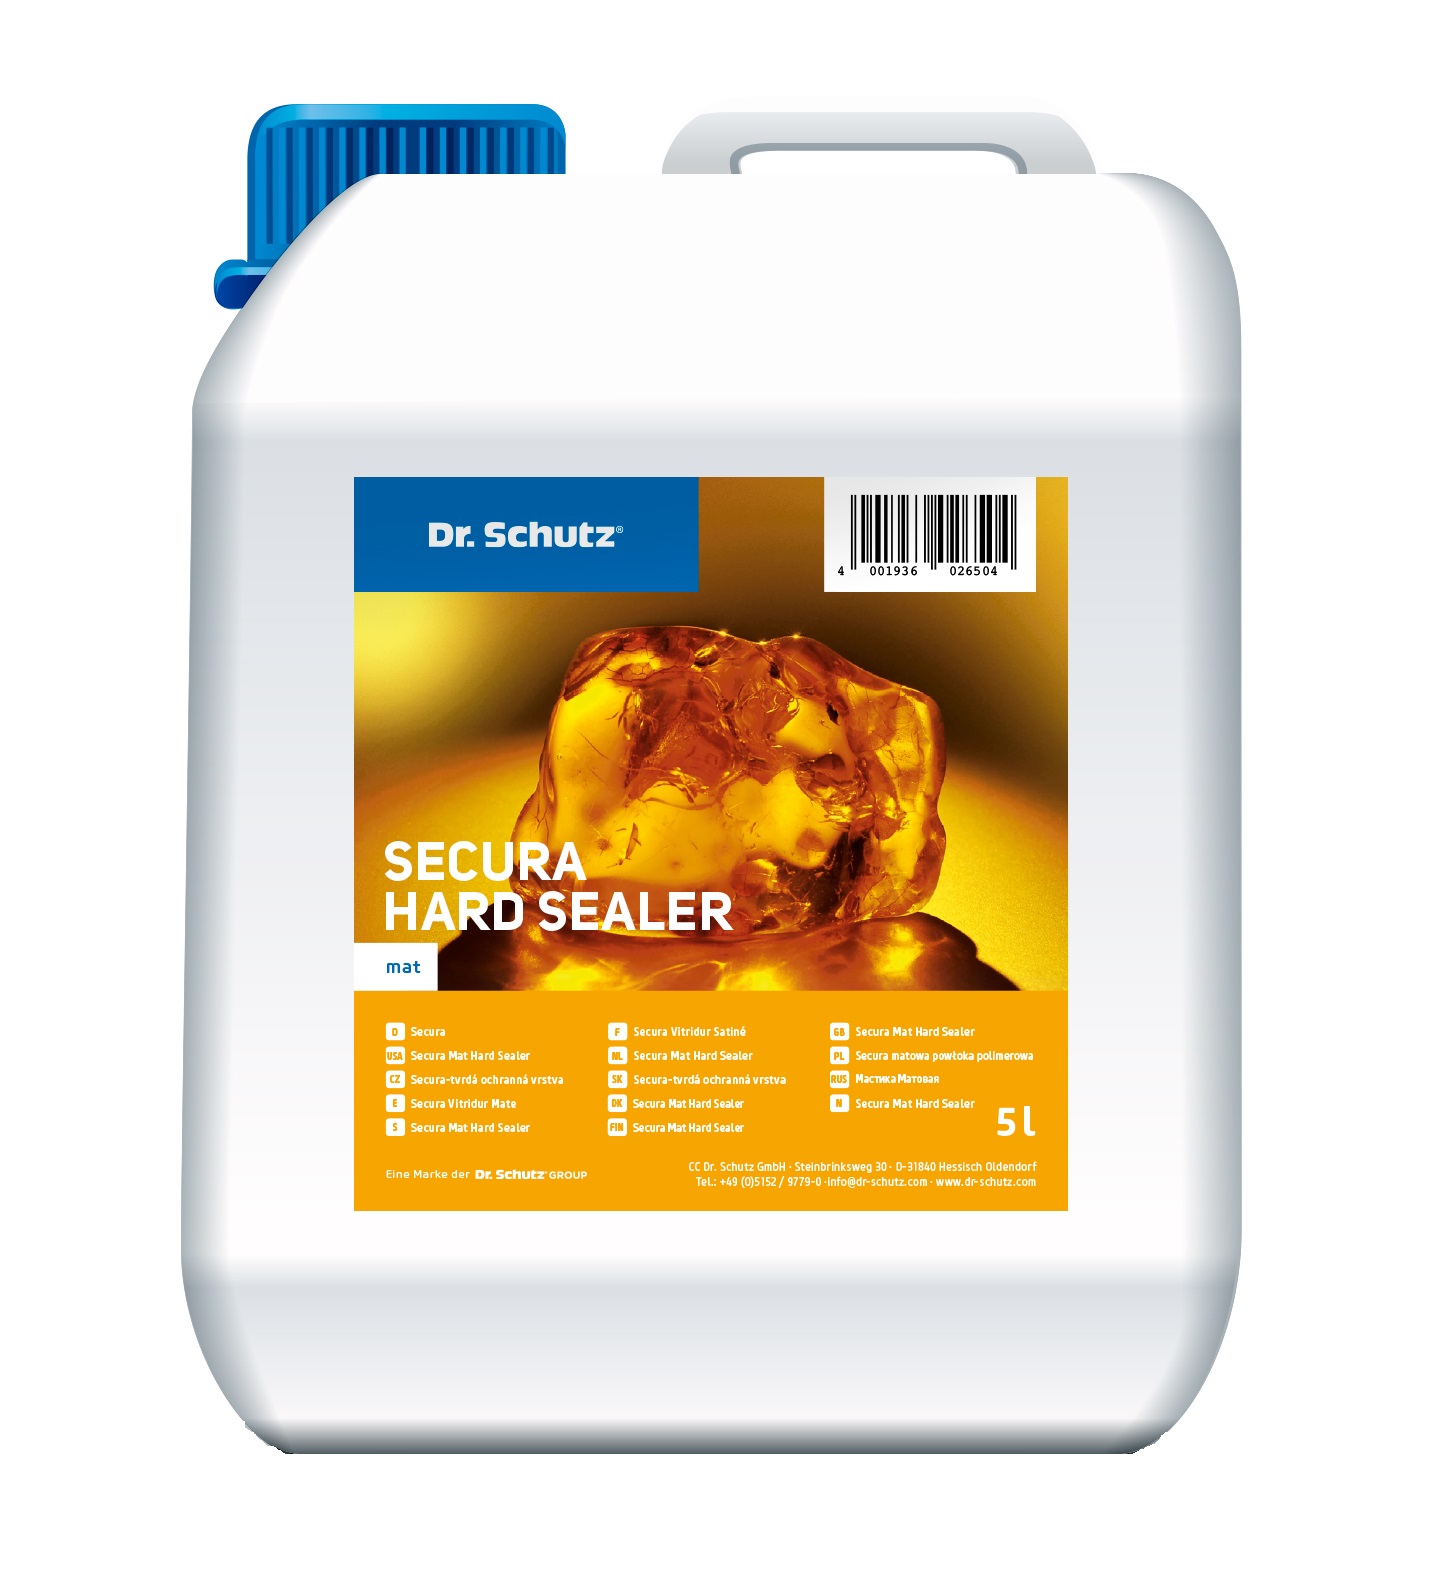 Dr. Schutz®
4 001936 026504
SECURA
HARD SEALER
mat
D Secura
USA Secura Mat Hard Sealer
CZ Secura-tvrdá ochranná vrstva
E Secura Vitridur Mate
S Secura Mat Hard Sealer
F Secura Vitridur Satiné
NL Secura Mat Hard Sealer
SK Secura-tvrdá ochranná vrstva
DK Secura Mat Hard Sealer
FIN Secura Mat Hard Sealer
GB Secura Mat Hard Sealer
PL Secura matowa powłoka polimerowa
RUS Мастика Матовая
N Secura Mat Hard Sealer
5 l
Eine Marke der Dr. Schutz® GROUP
CC Dr. Schutz GmbH · Steinbrinksweg 30 · D-31840 Hessisch Oldendorf
Tel.: +49 (0)5152 / 9779-0 · info@dr-schutz.com · www.dr-schutz.com